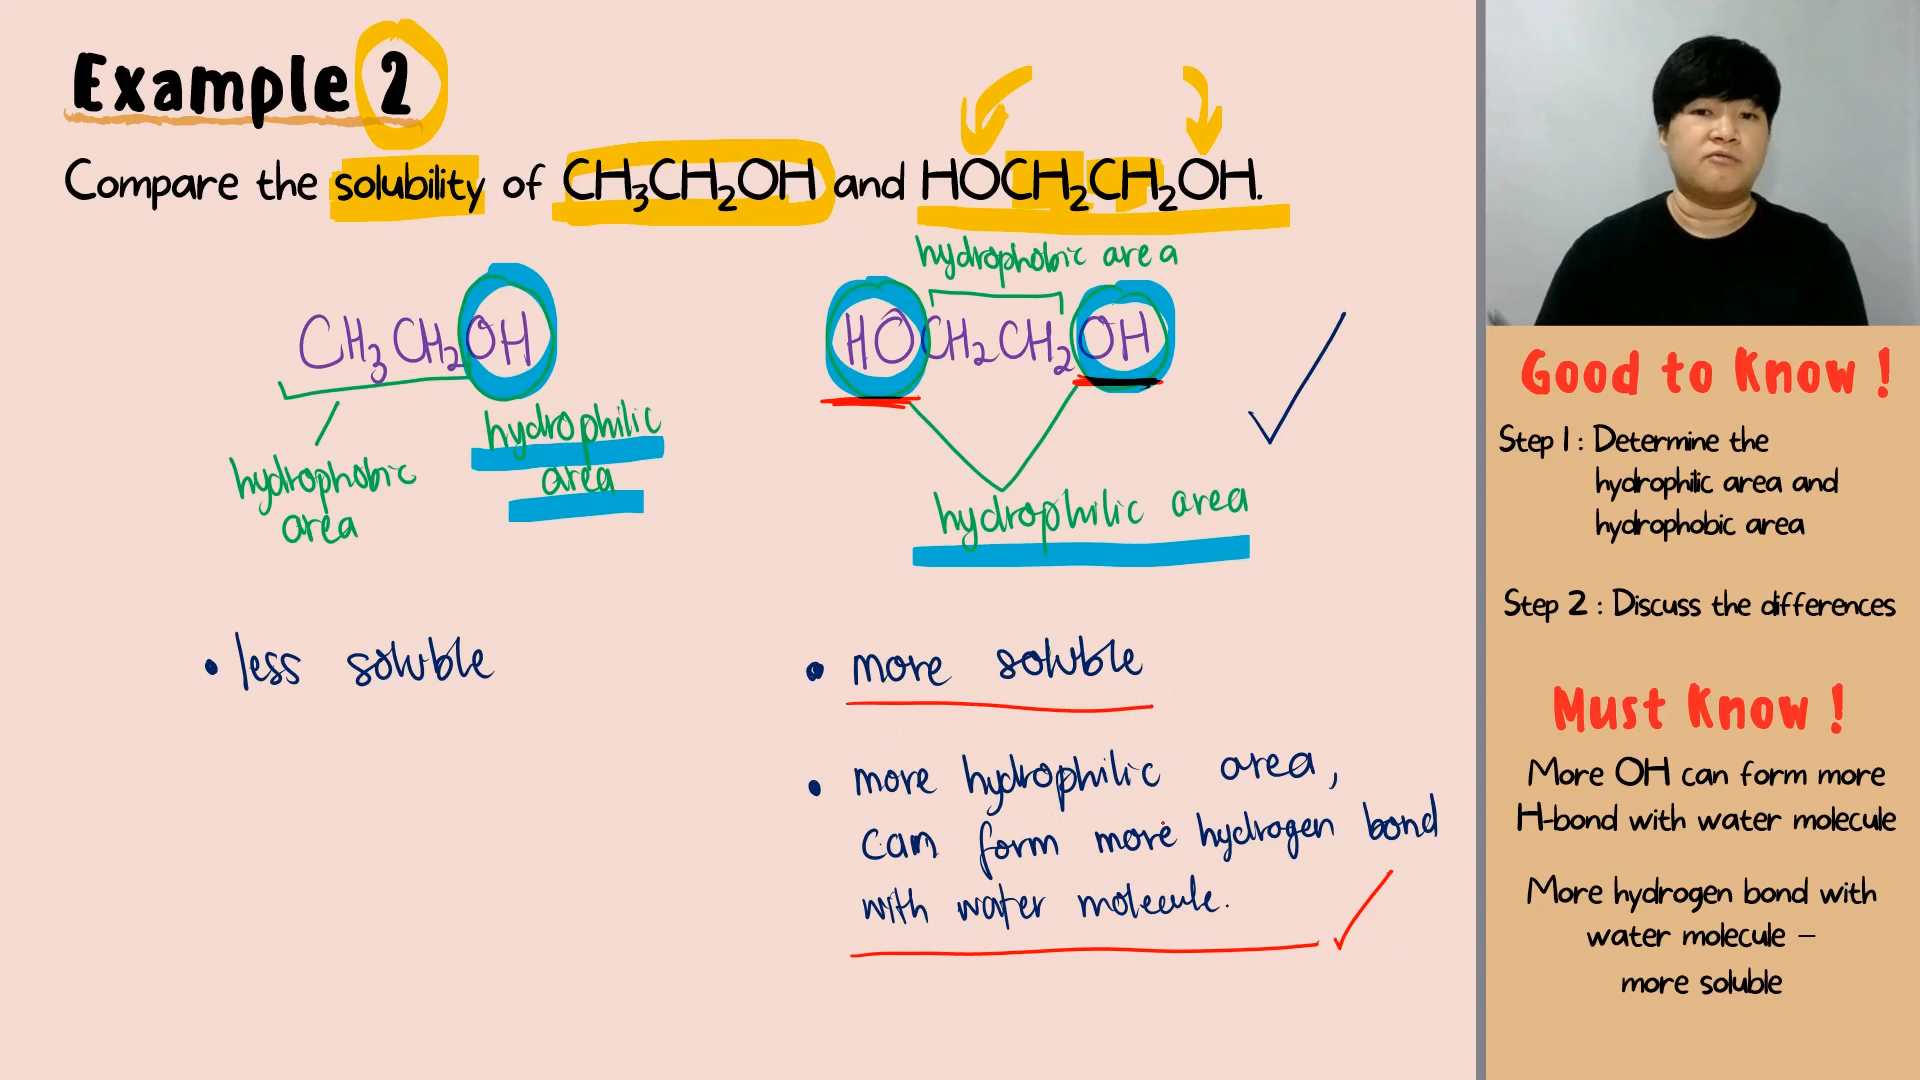 Example 2
Compare the solubility of CH₃CH₂OH and HOCH₂CH₂OH.
hydrophobic area
CH₃CH₂OH
HOCH₂CH₂OH
hydrophilic
area
hydrophobic
area
hydrophilic area
• less soluble
• more soluble
• more hydrophilic area,
can form more hydrogen bond
with water molecule.
Good to Know !
Step 1 : Determine the
hydrophilic area and
hydrophobic area
Step 2 : Discuss the differences
Must Know !
More OH can form more
H-bond with water molecule
More hydrogen bond with
water molecule –
more soluble